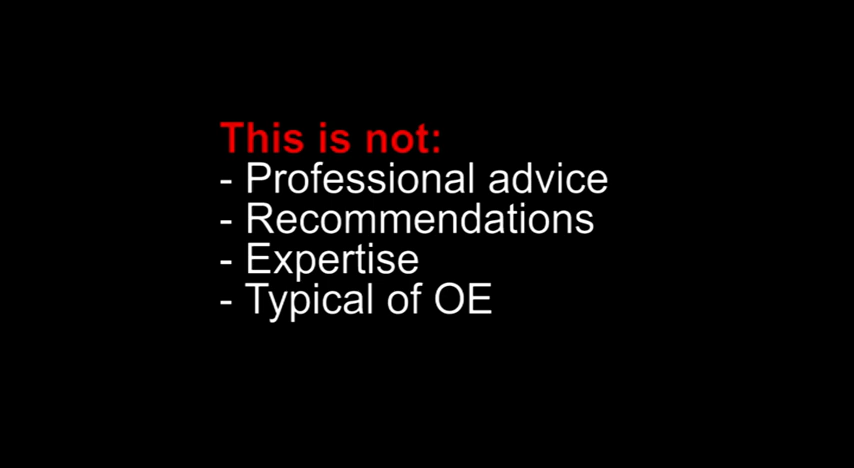 This is not:
- Professional advice
- Recommendations
- Expertise
- Typical of OE